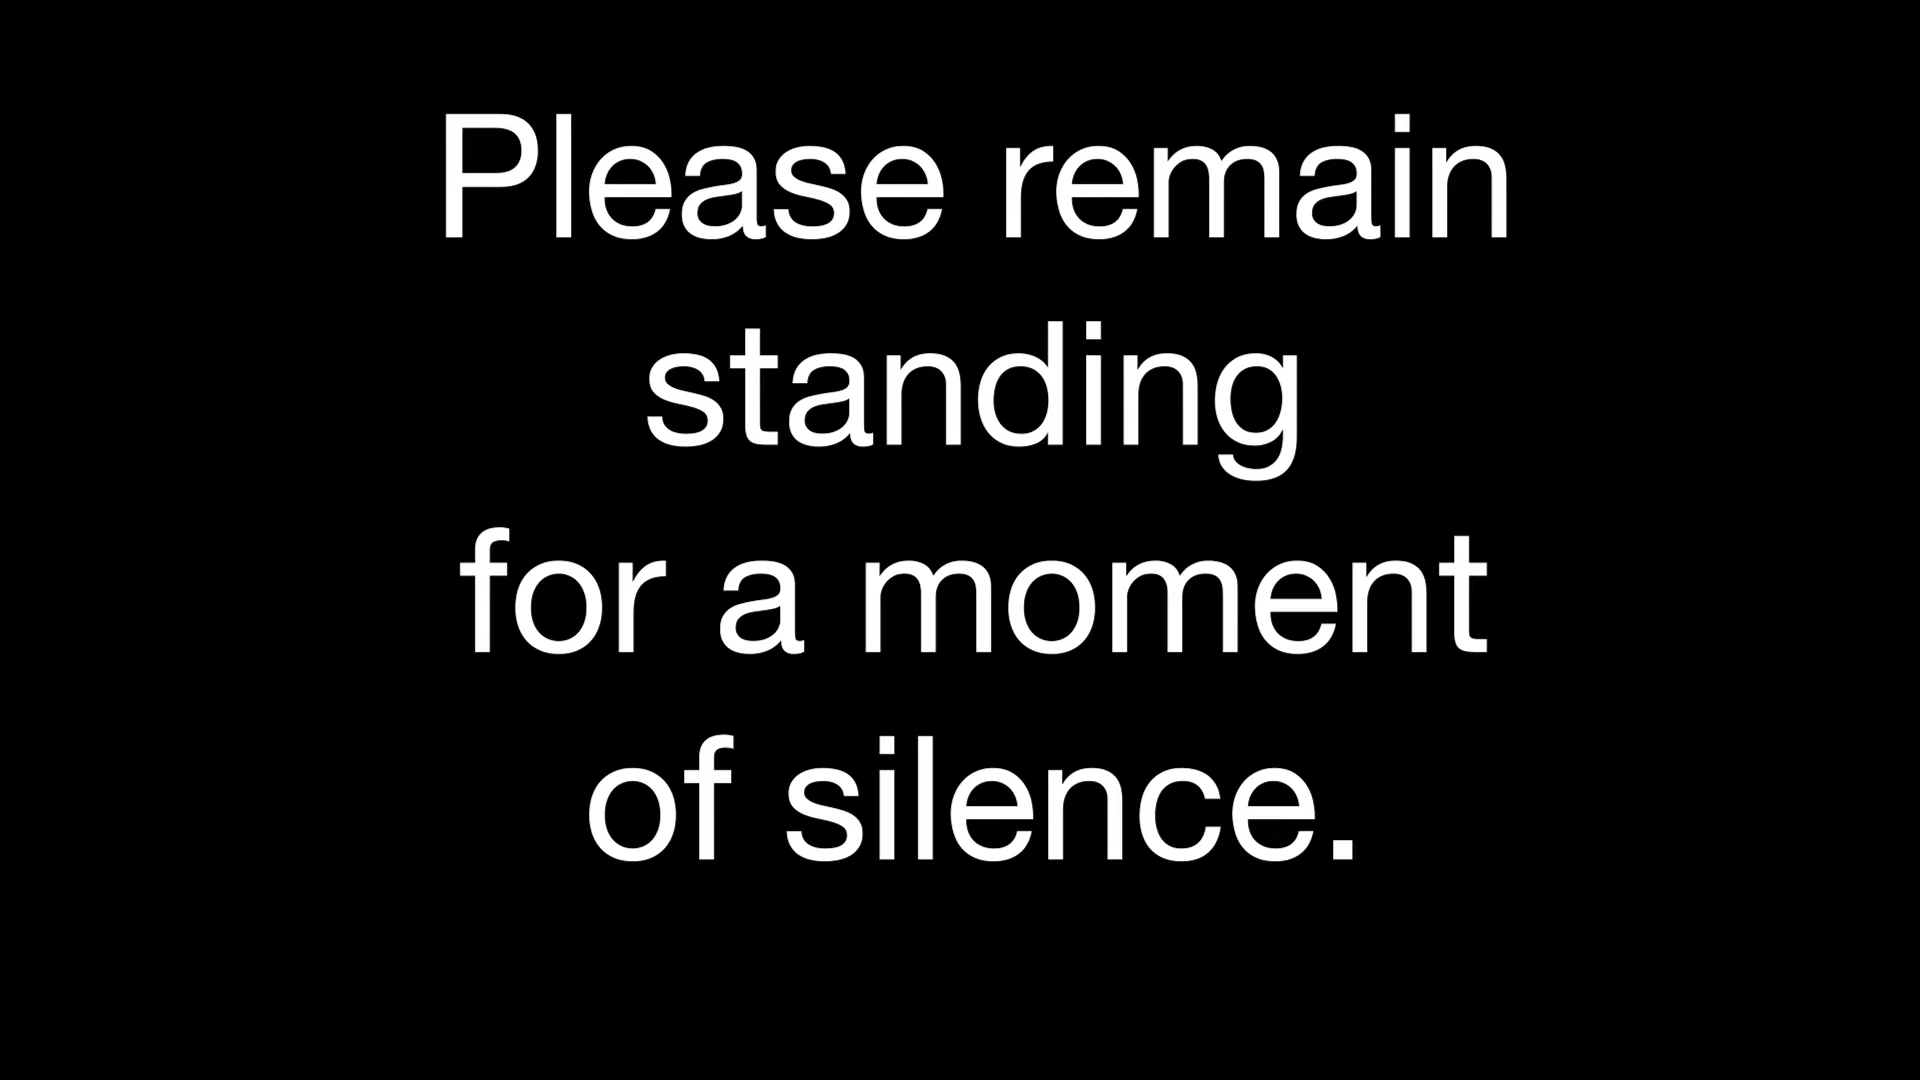 Please remain
standing
for a moment
of silence.